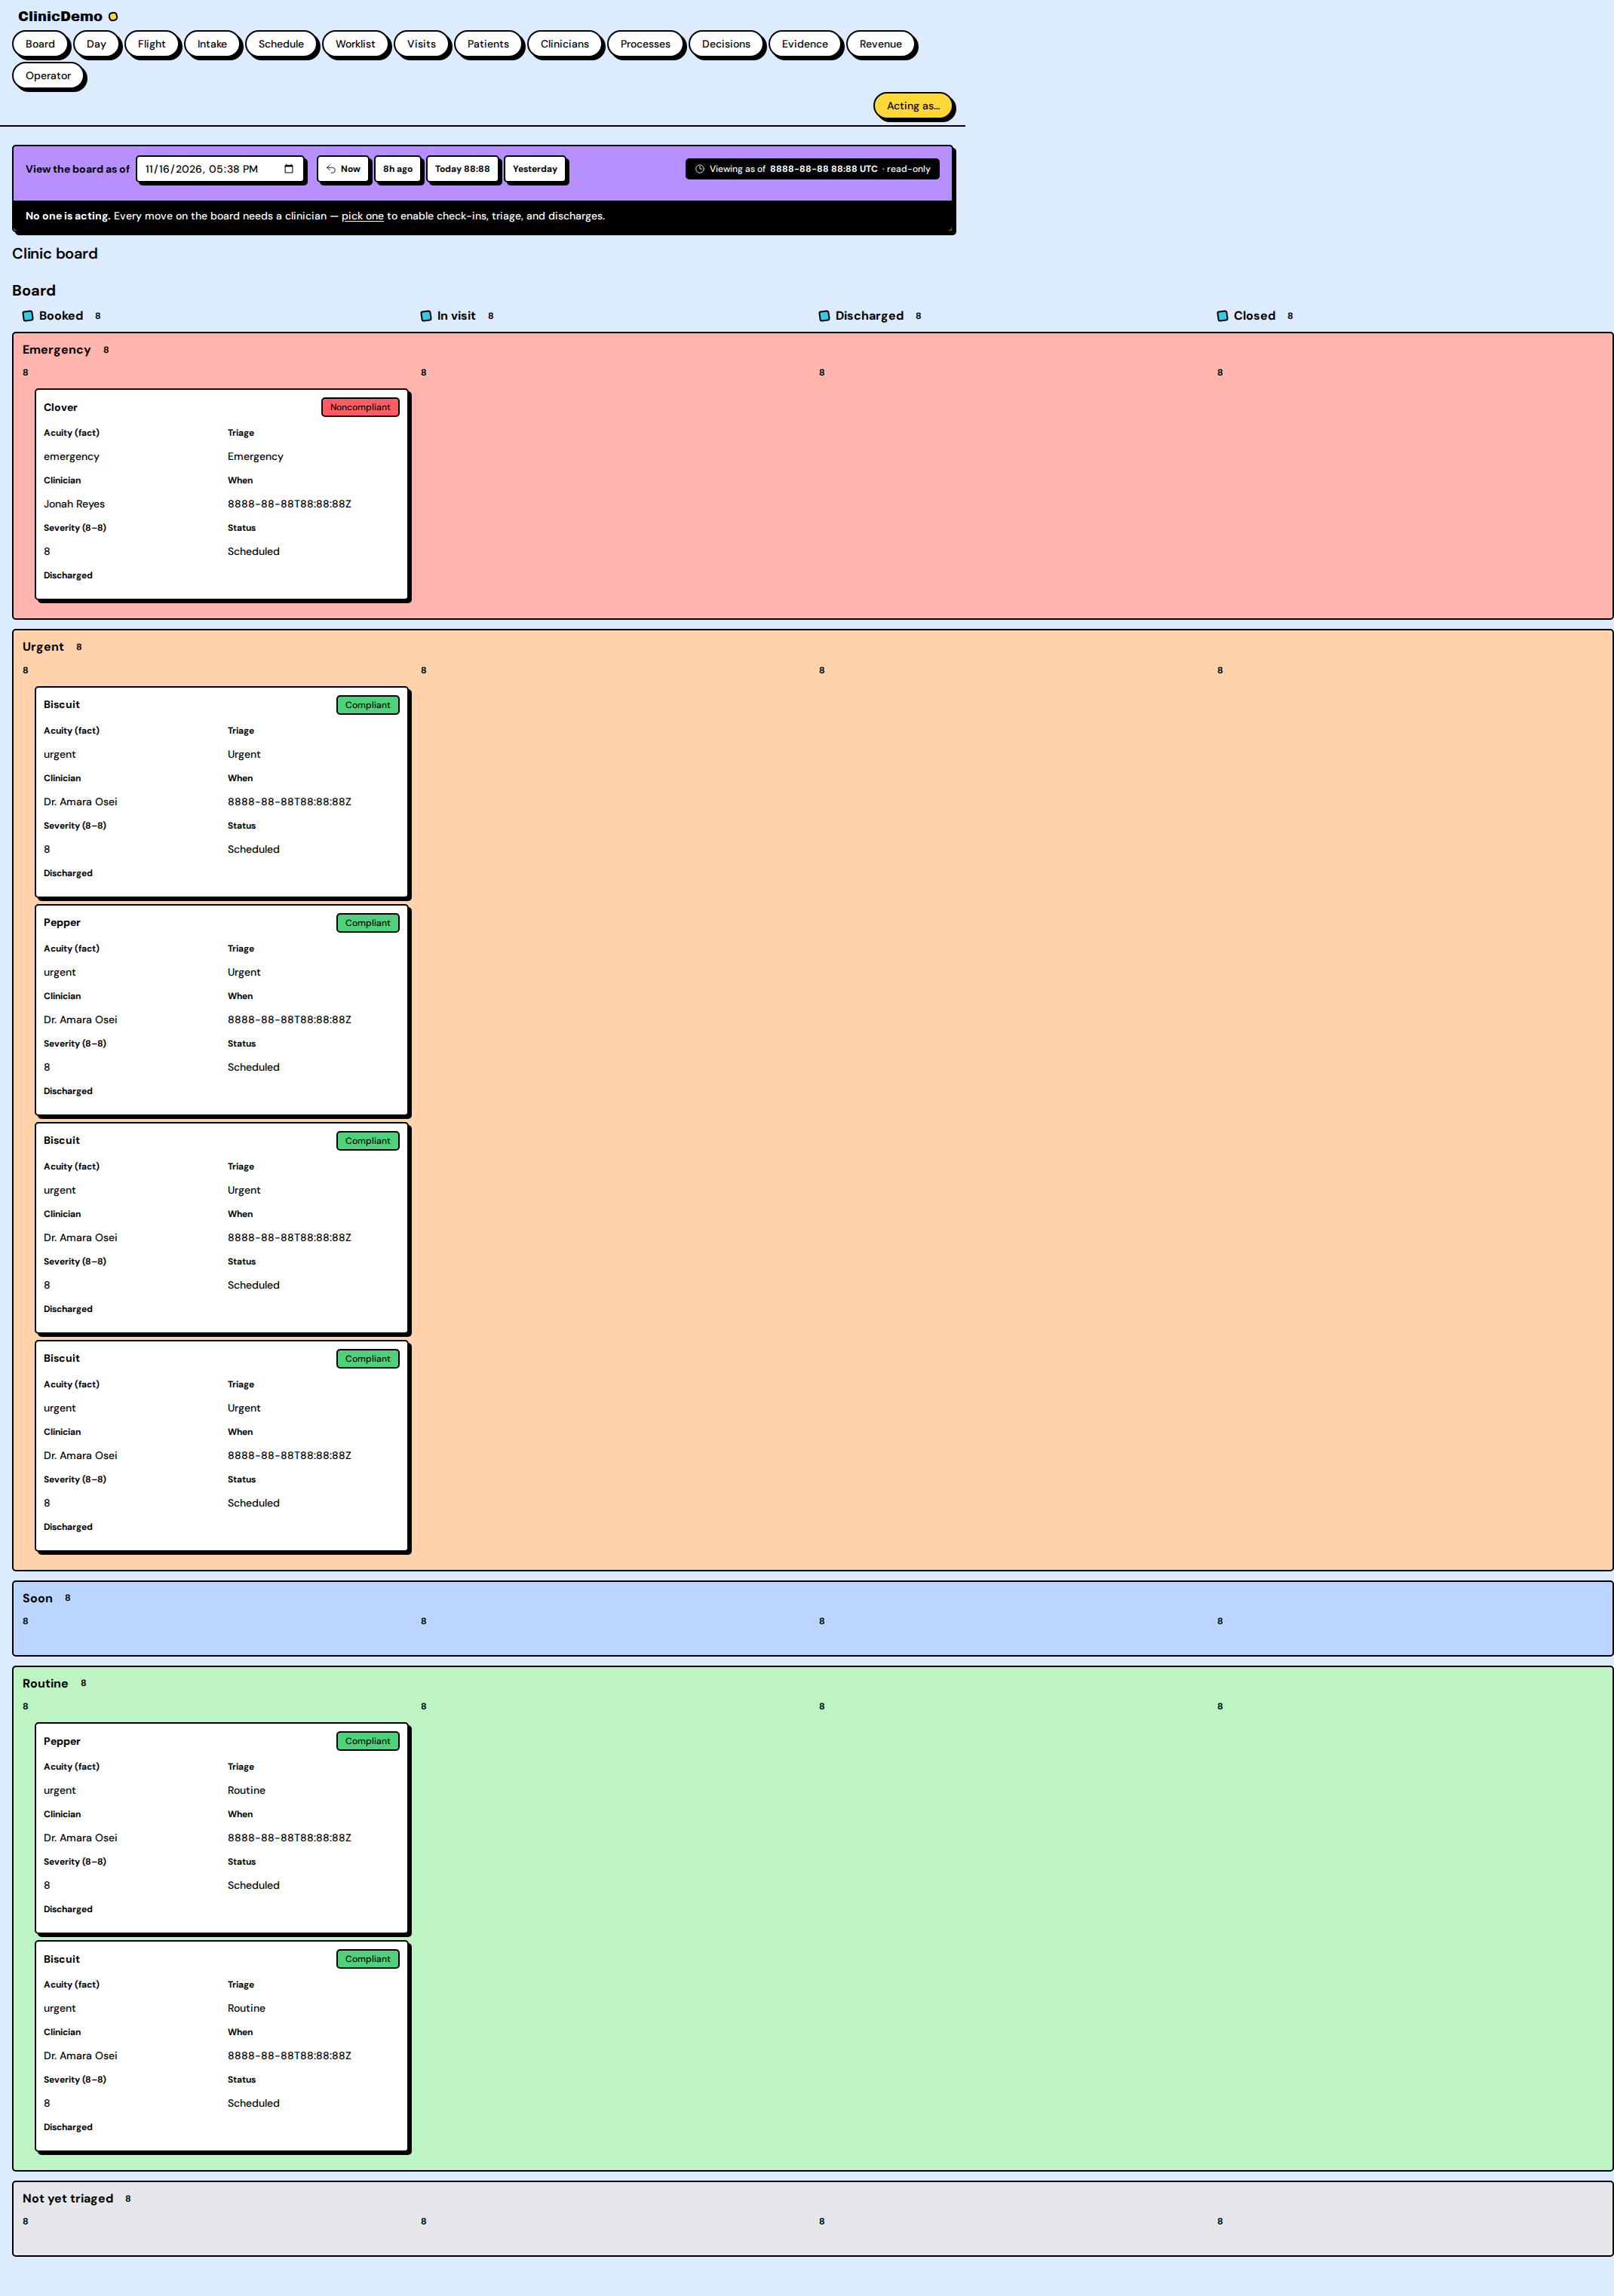 ClinicDemo
Board Day Flight Intake Schedule Worklist Visits Patients Clinicians Processes Decisions Evidence Revenue
Operator
Acting as…
View the board as of 11/16/2026, 05:38 PM Now 8h ago Today 88:88 Yesterday Viewing as of 8888-88-88 88:88 UTC · read-only
No one is acting. Every move on the board needs a clinician — pick one to enable check-ins, triage, and discharges.
Clinic board
Board
Booked 8 In visit 8 Discharged 8 Closed 8
Emergency 8
8 8 8 8
Clover Noncompliant
Acuity (fact) Triage
emergency Emergency
Clinician When
Jonah Reyes 8888-88-88T88:88:88Z
Severity (8–8) Status
8 Scheduled
Discharged
Urgent 8
8 8 8 8
Biscuit Compliant
Acuity (fact) Triage
urgent Urgent
Clinician When
Dr. Amara Osei 8888-88-88T88:88:88Z
Severity (8–8) Status
8 Scheduled
Discharged
Pepper Compliant
Acuity (fact) Triage
urgent Urgent
Clinician When
Dr. Amara Osei 8888-88-88T88:88:88Z
Severity (8–8) Status
8 Scheduled
Discharged
Biscuit Compliant
Acuity (fact) Triage
urgent Urgent
Clinician When
Dr. Amara Osei 8888-88-88T88:88:88Z
Severity (8–8) Status
8 Scheduled
Discharged
Biscuit Compliant
Acuity (fact) Triage
urgent Urgent
Clinician When
Dr. Amara Osei 8888-88-88T88:88:88Z
Severity (8–8) Status
8 Scheduled
Discharged
Soon 8
8 8 8 8
Routine 8
8 8 8 8
Pepper Compliant
Acuity (fact) Triage
urgent Routine
Clinician When
Dr. Amara Osei 8888-88-88T88:88:88Z
Severity (8–8) Status
8 Scheduled
Discharged
Biscuit Compliant
Acuity (fact) Triage
urgent Routine
Clinician When
Dr. Amara Osei 8888-88-88T88:88:88Z
Severity (8–8) Status
8 Scheduled
Discharged
Not yet triaged 8
8 8 8 8